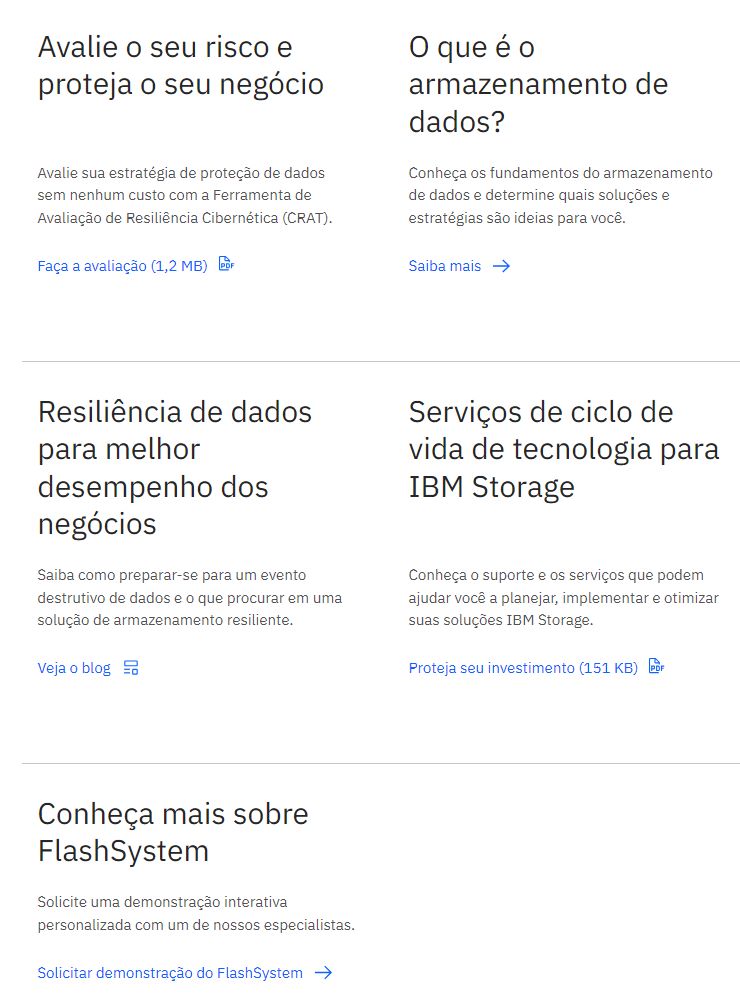 Avalie o seu risco e
proteja o seu negócio
Avalie sua estratégia de proteção de dados
sem nenhum custo com a Ferramenta de
Avaliação de Resiliência Cibernética (CRAT).
Faça a avaliação (1,2 MB)
O que é o
armazenamento de
dados?
Conheça os fundamentos do armazenamento
de dados e determine quais soluções e
estratégias são ideias para você.
Saiba mais
Resiliência de dados
para melhor
desempenho dos
negócios
Saiba como preparar-se para um evento
destrutivo de dados e o que procurar em uma
solução de armazenamento resiliente.
Veja o blog
Serviços de ciclo de
vida de tecnologia para
IBM Storage
Conheça o suporte e os serviços que podem
ajudar você a planejar, implementar e otimizar
suas soluções IBM Storage.
Proteja seu investimento (151 KB)
Conheça mais sobre
FlashSystem
Solicite uma demonstração interativa
personalizada com um de nossos especialistas.
Solicitar demonstração do FlashSystem